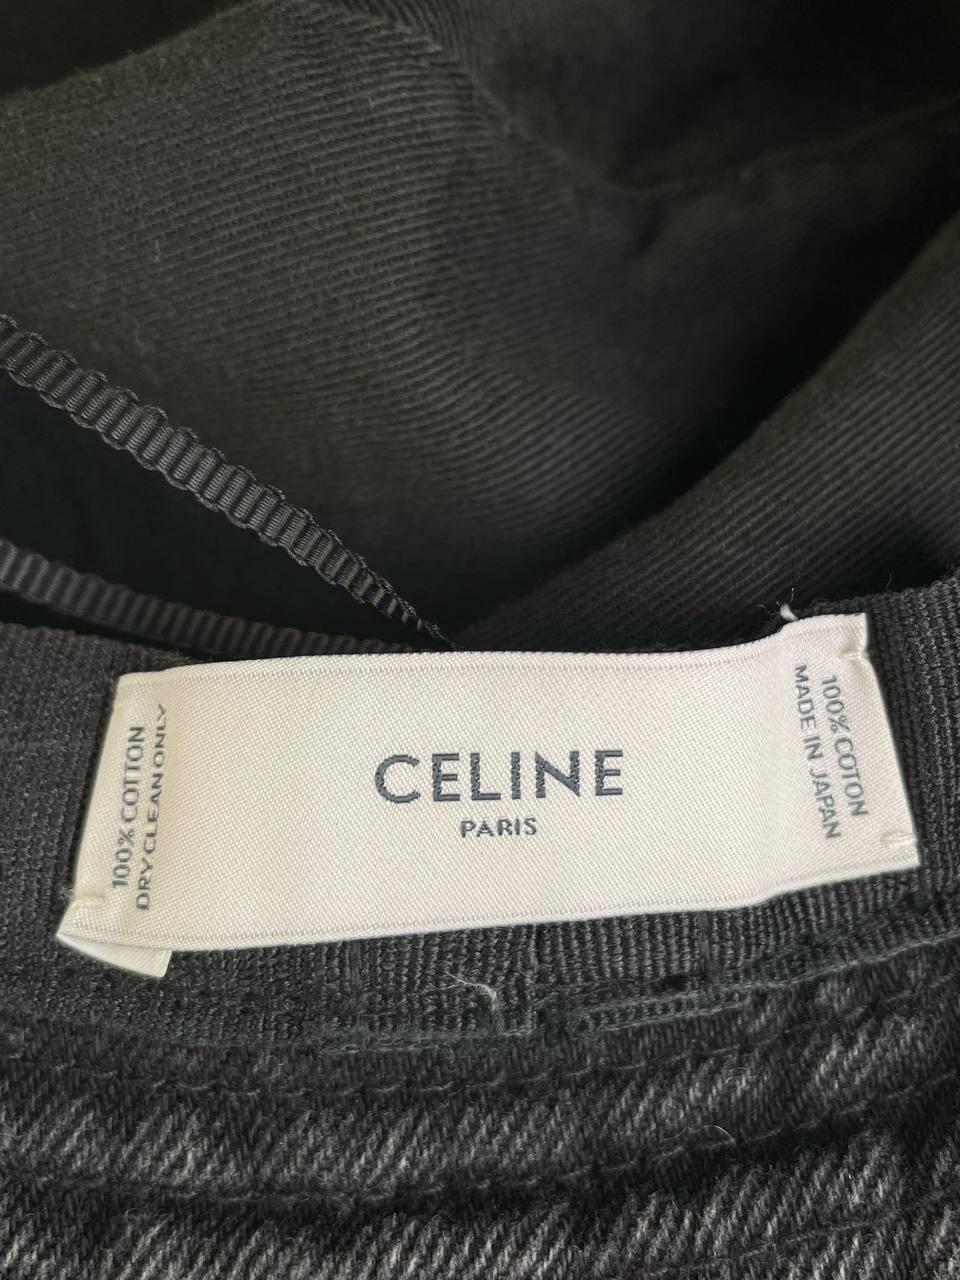 100% COTTON
DRY CLEAN ONLY
CELINE
PARIS
100% COTON
MADE IN JAPAN